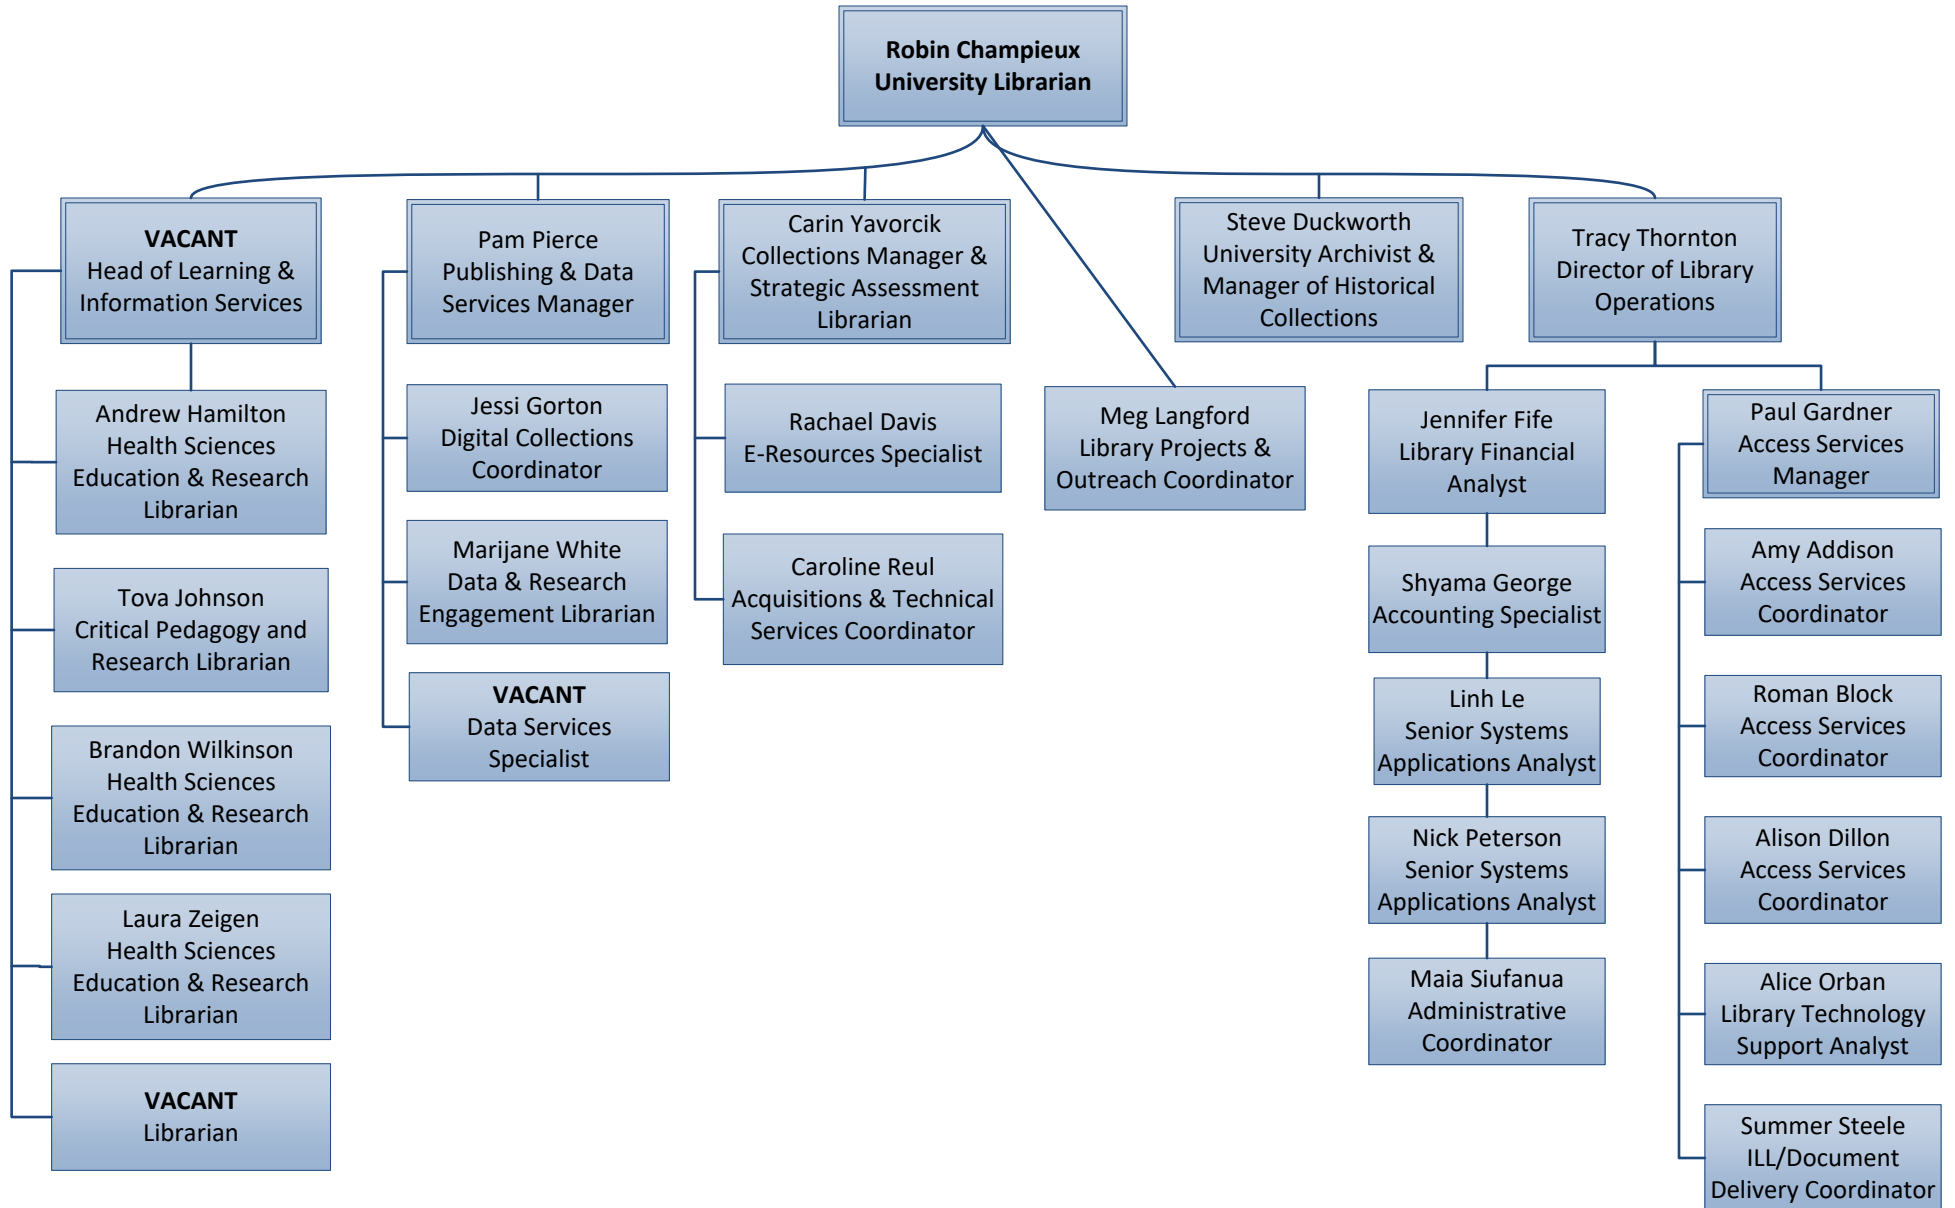 Robin Champieux
University Librarian
VACANT
Head of Learning &
Information Services
Pam Pierce
Publishing & Data
Services Manager
Carin Yavorcik
Collections Manager &
Strategic Assessment
Librarian
Steve Duckworth
University Archivist &
Manager of Historical
Collections
Tracy Thornton
Director of Library
Operations
Andrew Hamilton
Health Sciences
Education & Research
Librarian
Tova Johnson
Critical Pedagogy and
Research Librarian
Brandon Wilkinson
Health Sciences
Education & Research
Librarian
Laura Zeigen
Health Sciences
Education & Research
Librarian
VACANT
Librarian
Jessi Gorton
Digital Collections
Coordinator
Marijane White
Data & Research
Engagement Librarian
VACANT
Data Services
Specialist
Rachael Davis
E-Resources Specialist
Caroline Reul
Acquisitions & Technical
Services Coordinator
Meg Langford
Library Projects &
Outreach Coordinator
Jennifer Fife
Library Financial
Analyst
Shyama George
Accounting Specialist
Linh Le
Senior Systems
Applications Analyst
Nick Peterson
Senior Systems
Applications Analyst
Maia Siufanua
Administrative
Coordinator
Paul Gardner
Access Services
Manager
Amy Addison
Access Services
Coordinator
Roman Block
Access Services
Coordinator
Alison Dillon
Access Services
Coordinator
Alice Orban
Library Technology
Support Analyst
Summer Steele
ILL/Document
Delivery Coordinator